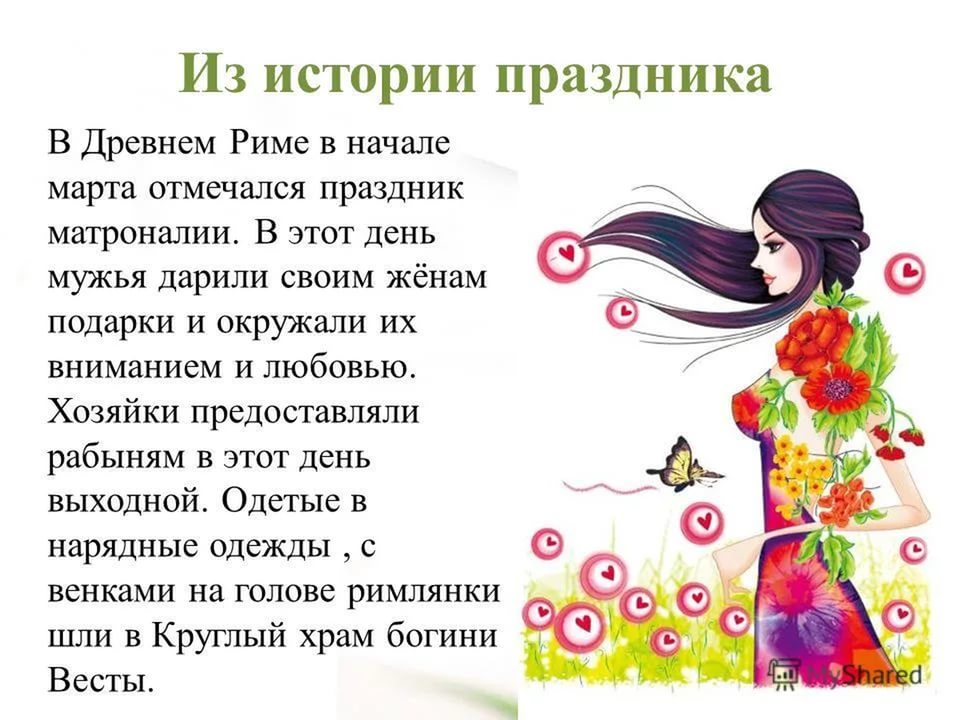 Из истории праздника
В Древнем Риме в начале
марта отмечался праздник
матроналии. В этот день
мужья дарили своим жёнам
подарки и окружали их
вниманием и любовью.
Хозяйки предоставляли
рабыням в этот день
выходной. Одетые в
нарядные одежды , с
венками на голове римлянки
шли в Круглый храм богини
Весты.
MyShared